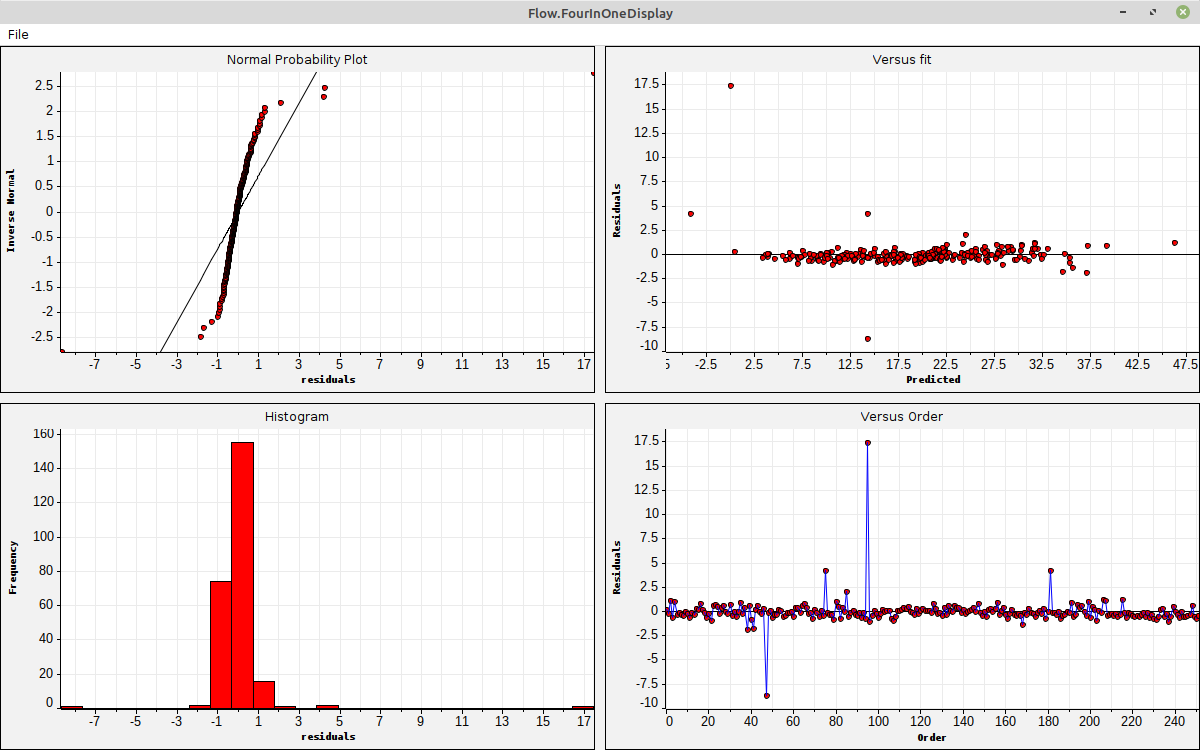 Flow.FourInOneDisplay
File
Normal Probability Plot
Inverse Normal
2.5
2
1.5
1
0.5
0
-0.5
-1
-1.5
-2
-2.5
-7 -5 -3 -1 1 3 5 7 9 11 13 15 17
residuals
Versus fit
Residuals
17.5
15
12.5
10
7.5
5
2.5
0
-2.5
-5
-7.5
-10
-2.5 2.5 7.5 12.5 17.5 22.5 27.5 32.5 37.5 42.5 47.5
Predicted
Histogram
Frequency
160
140
120
100
80
60
40
20
0
-7 -5 -3 -1 1 3 5 7 9 11 13 15 17
residuals
Versus Order
Residuals
17.5
15
12.5
10
7.5
5
2.5
0
-2.5
-5
-7.5
-10
0 20 40 60 80 100 120 140 160 180 200 220 240
Order